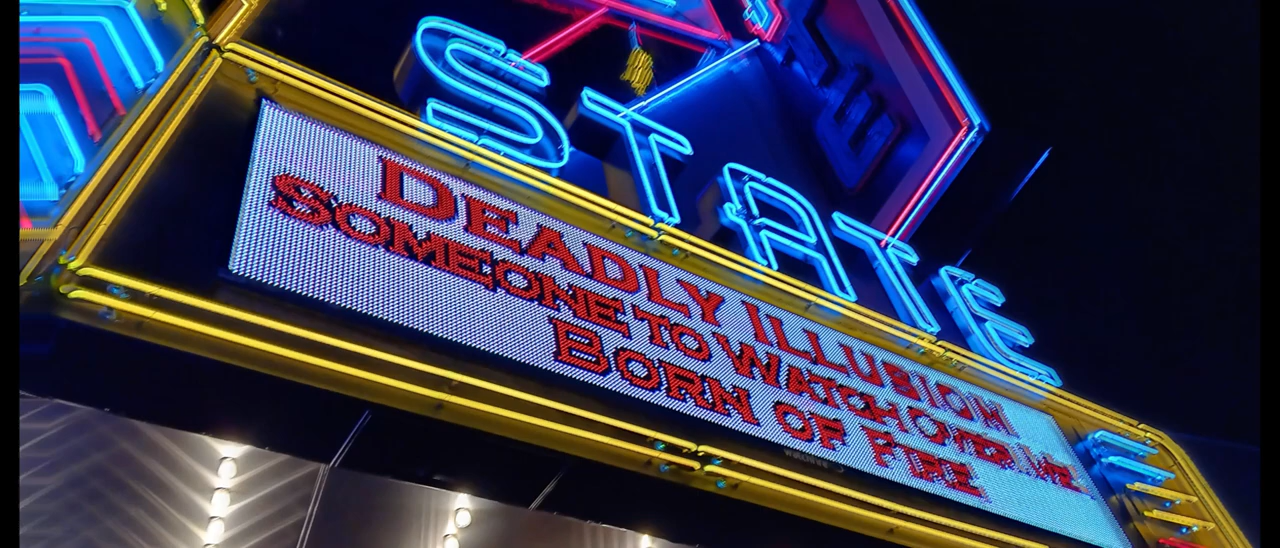 STATE
DEADLY ILLUSION
SOMEONE TO WATCH OVER ME
BORN OF FIRE